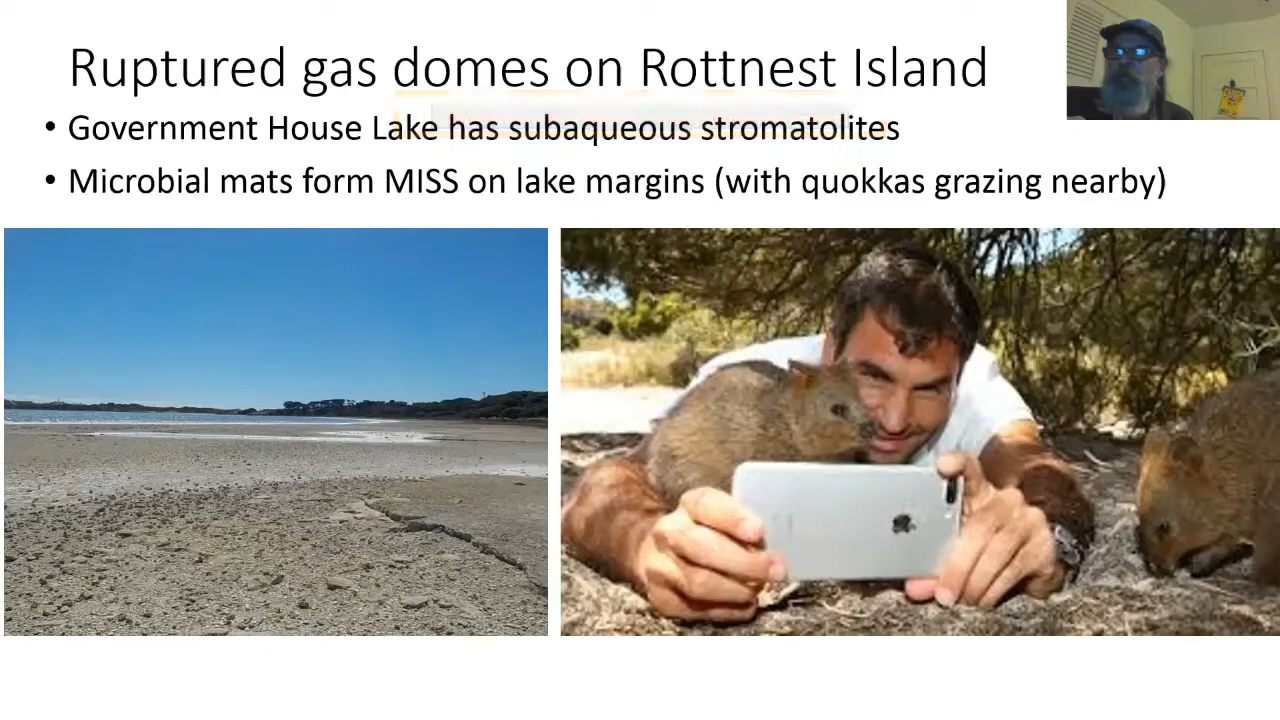 Ruptured gas domes on Rottnest Island
• Government House Lake has subaqueous stromatolites
• Microbial mats form MISS on lake margins (with quokkas grazing nearby)